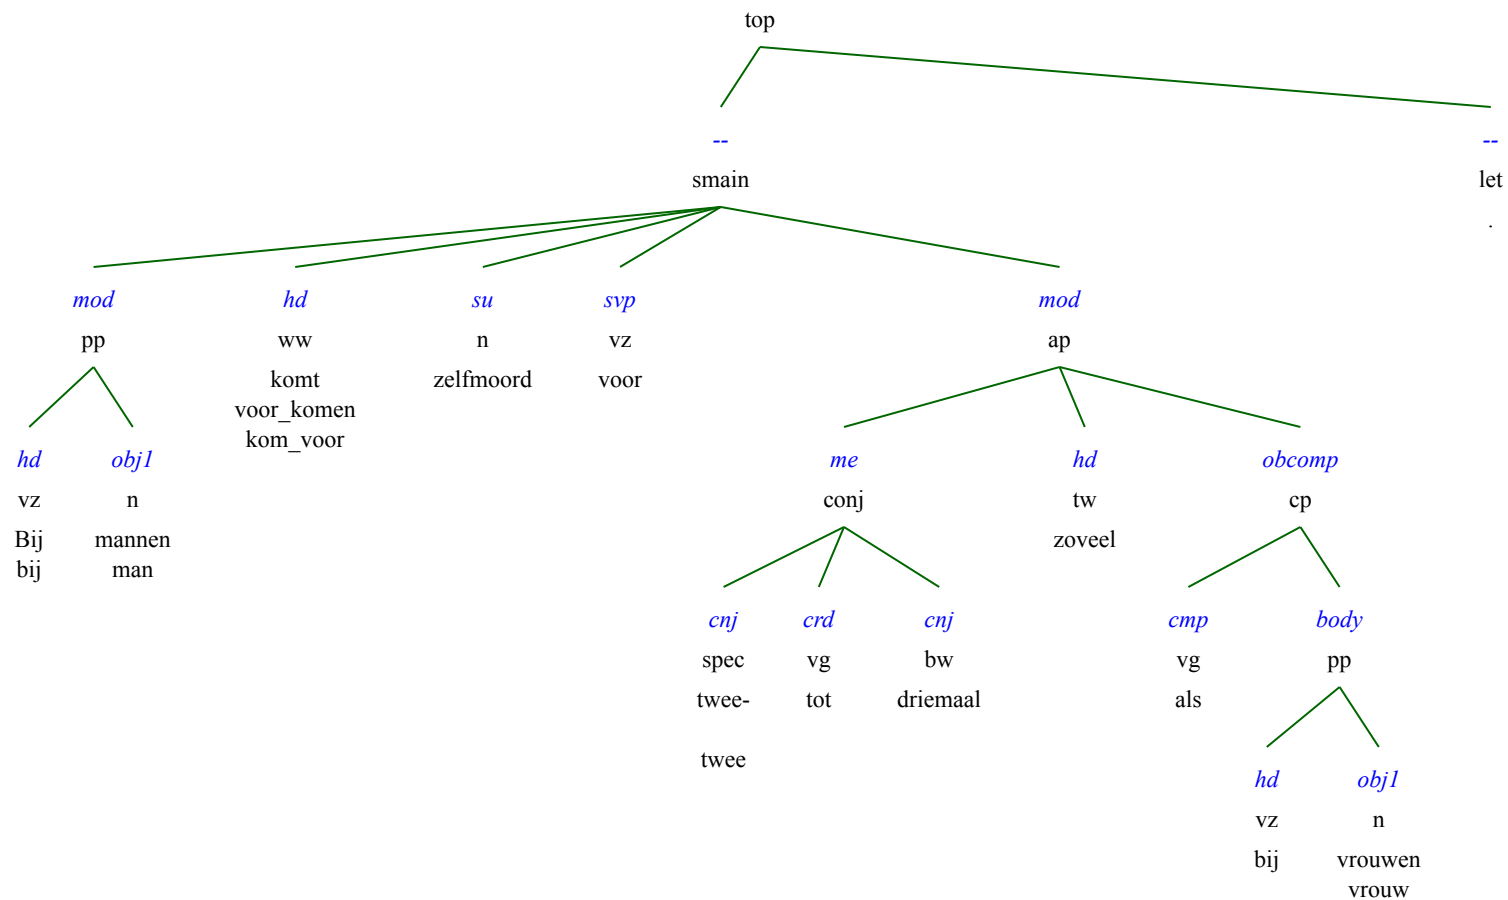 top
-- --
smain let
.
mod hd su svp mod
pp ww n vz ap
komt zelfmoord voor
voor_komen
kom_voor
hd obj1 me hd obcomp
vz n conj tw cp
Bij mannen zoveel
bij man
cnj crd cnj cmp body
spec vg bw vg pp
twee- tot driemaal als
twee
hd obj1
vz n
bij vrouwen
vrouw